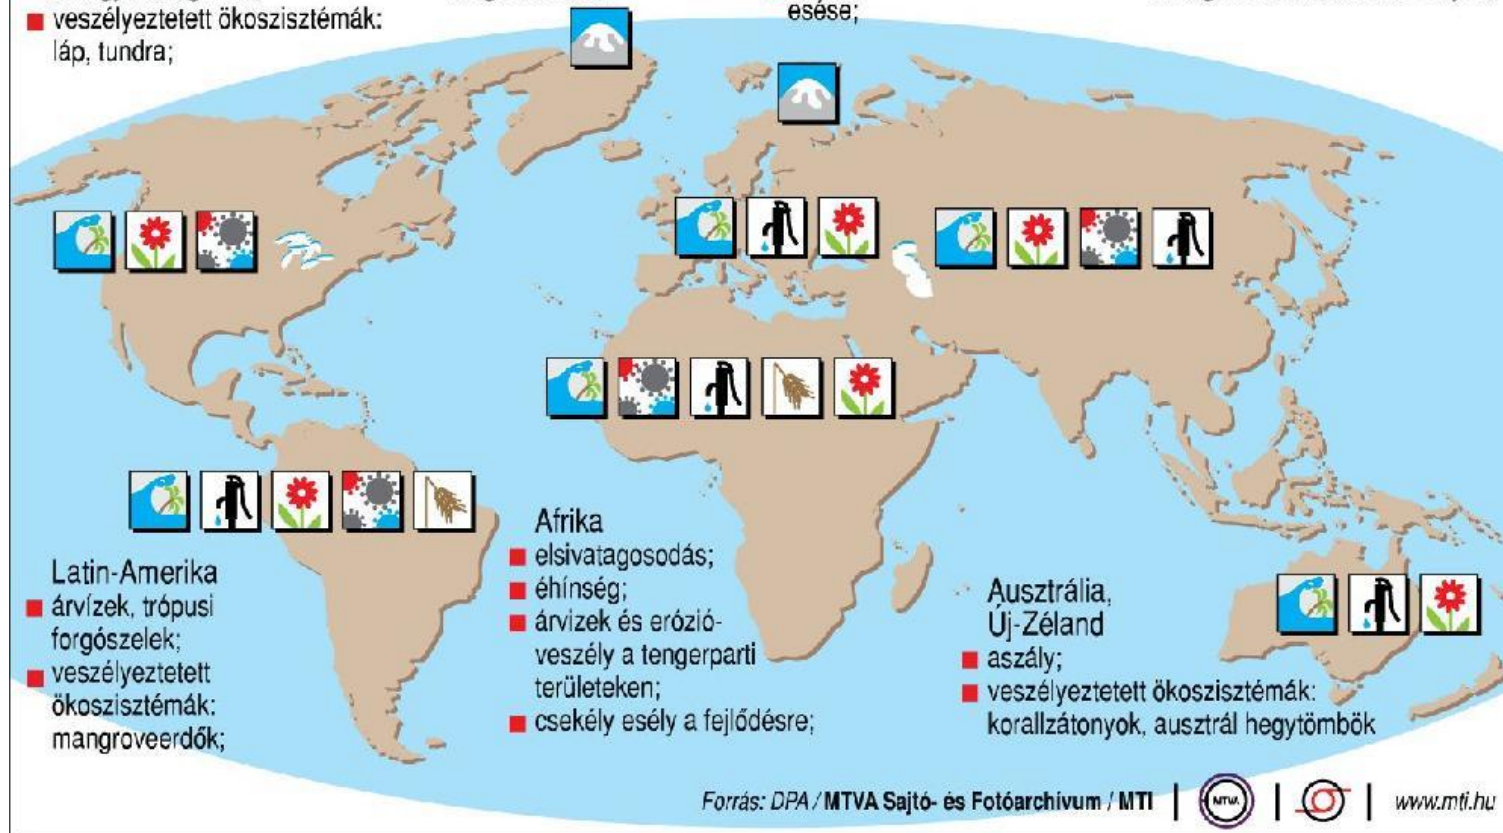 veszélyeztetett ökoszisztémák:
láp, tundra;
esése;
Latin-Amerika
árvízek, trópusi
forgószelek;
veszélyeztetett
ökoszisztémák:
mangroveerdők;
Afrika
elsivatagosodás;
éhínség;
árvizek és erózió-
veszély a tengerparti
területeken;
csekély esély a fejlődésre;
Ausztrália,
Új-Zéland
aszály;
veszélyeztetett ökoszisztémák:
korallzátonyok, ausztrál hegytömbök
Forrás: DPA / MTVA Sajtó- és Fotóarchívum / MTI
MTVA
www.mti.hu